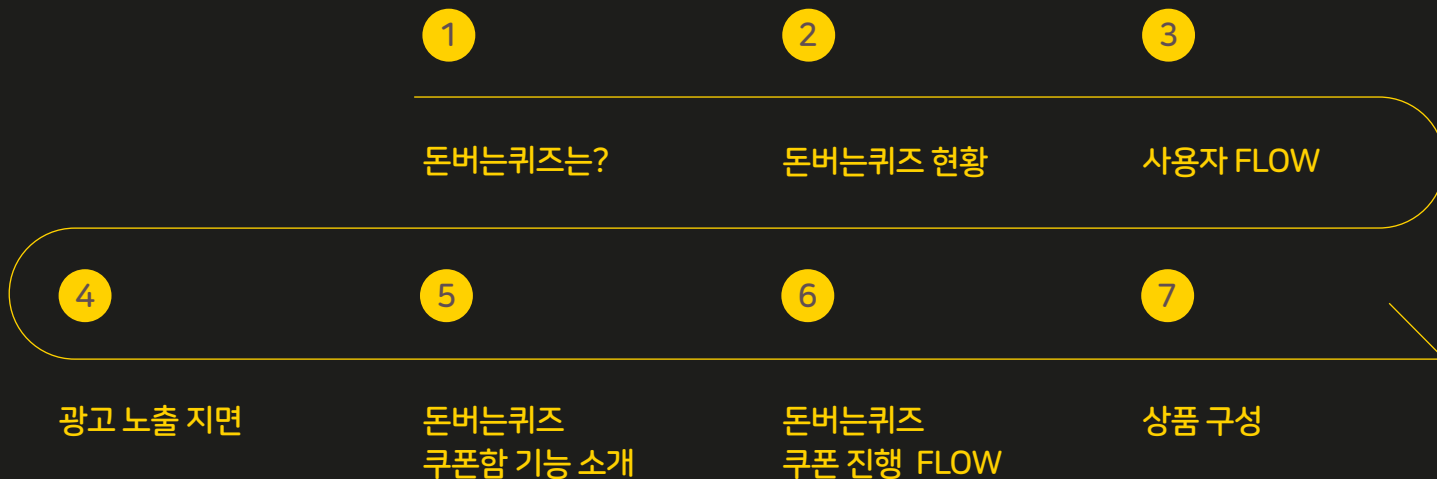 1
2
3
돈버는퀴즈는?
돈버는퀴즈 현황
사용자 FLOW
4
5
6
7
광고 노출 지면
돈버는퀴즈
쿠폰함 기능 소개
돈버는퀴즈
쿠폰 진행 FLOW
상품 구성